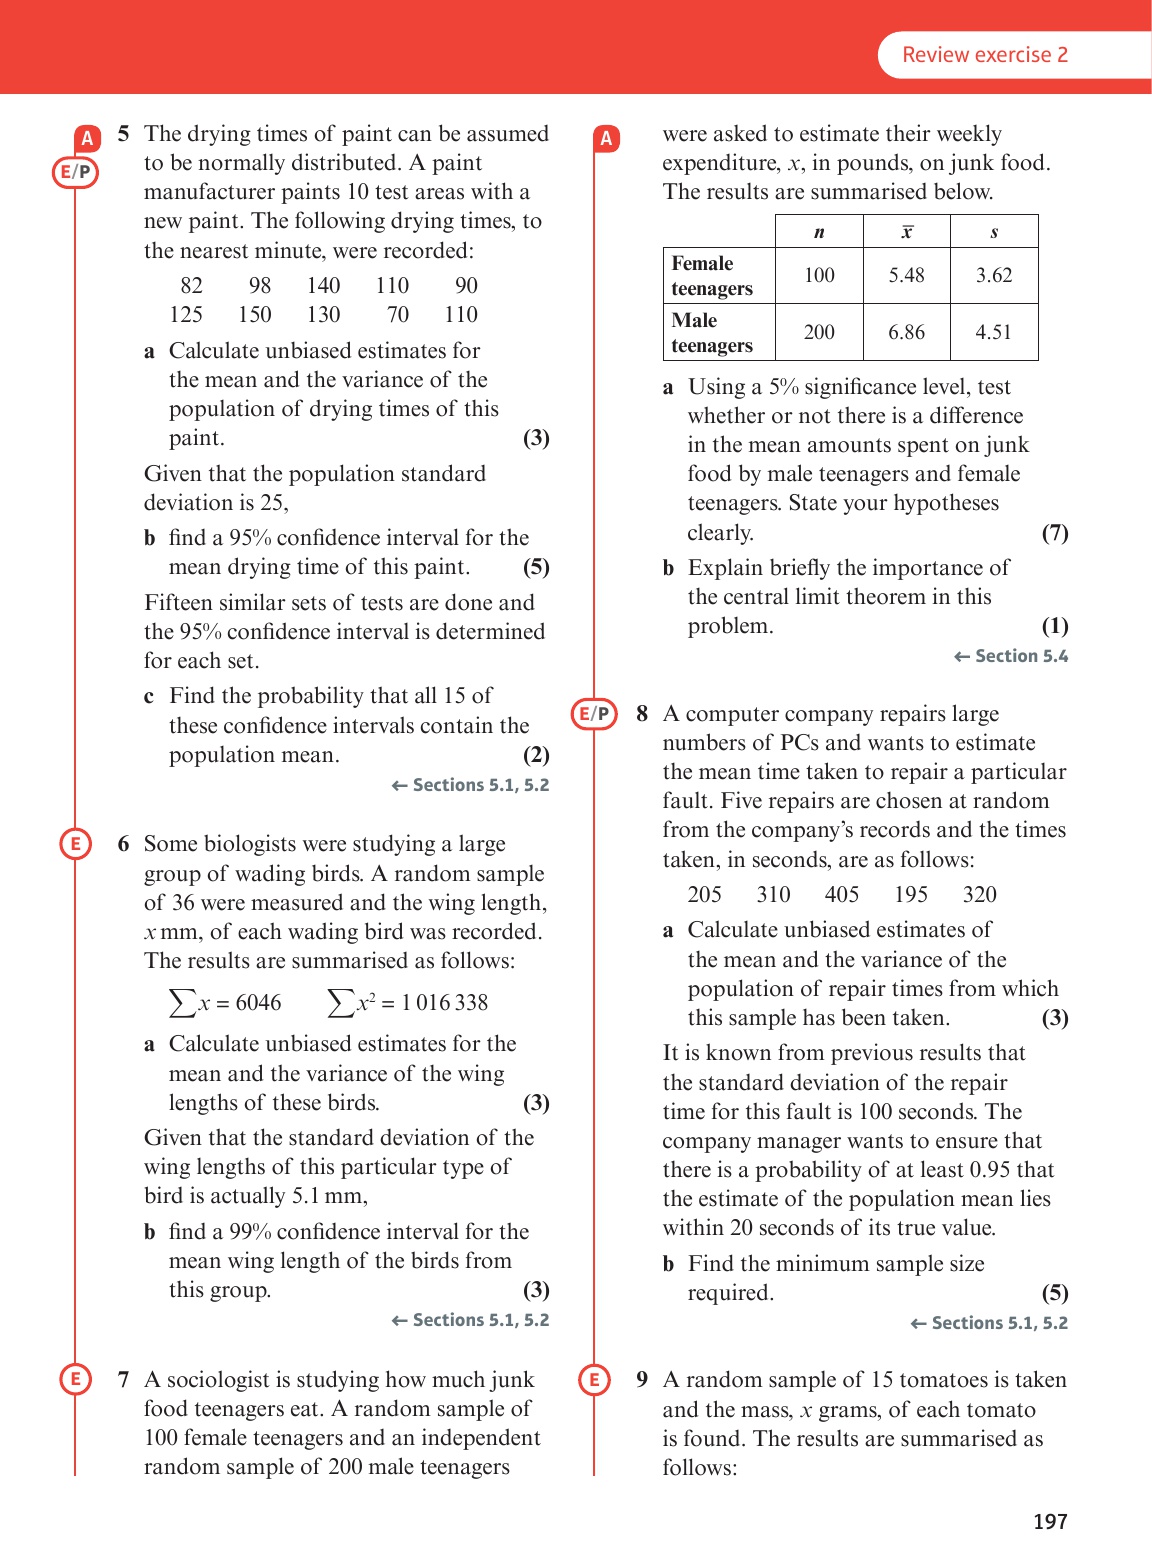 Review exercise 2
A
E/P
5 The drying times of paint can be assumed
to be normally distributed. A paint
manufacturer paints 10 test areas with a
new paint. The following drying times, to
the nearest minute, were recorded:
82 98 140 110 90
125 150 130 70 110
a Calculate unbiased estimates for
the mean and the variance of the
population of drying times of this
paint. (3)
Given that the population standard
deviation is 25,
b find a 95% confidence interval for the
mean drying time of this paint. (5)
Fifteen similar sets of tests are done and
the 95% confidence interval is determined
for each set.
c Find the probability that all 15 of
these confidence intervals contain the
population mean. (2)
← Sections 5.1, 5.2
E
6 Some biologists were studying a large
group of wading birds. A random sample
of 36 were measured and the wing length,
x mm, of each wading bird was recorded.
The results are summarised as follows:
∑x = 6046 ∑x² = 1 016 338
a Calculate unbiased estimates for the
mean and the variance of the wing
lengths of these birds. (3)
Given that the standard deviation of the
wing lengths of this particular type of
bird is actually 5.1 mm,
b find a 99% confidence interval for the
mean wing length of the birds from
this group. (3)
← Sections 5.1, 5.2
E
7 A sociologist is studying how much junk
food teenagers eat. A random sample of
100 female teenagers and an independent
random sample of 200 male teenagers
A
were asked to estimate their weekly
expenditure, x, in pounds, on junk food.
The results are summarised below.
n x̅ s
Female
teenagers 100 5.48 3.62
Male
teenagers 200 6.86 4.51
a Using a 5% significance level, test
whether or not there is a difference
in the mean amounts spent on junk
food by male teenagers and female
teenagers. State your hypotheses
clearly. (7)
b Explain briefly the importance of
the central limit theorem in this
problem. (1)
← Section 5.4
E/P
8 A computer company repairs large
numbers of PCs and wants to estimate
the mean time taken to repair a particular
fault. Five repairs are chosen at random
from the company's records and the times
taken, in seconds, are as follows:
205 310 405 195 320
a Calculate unbiased estimates of
the mean and the variance of the
population of repair times from which
this sample has been taken. (3)
It is known from previous results that
the standard deviation of the repair
time for this fault is 100 seconds. The
company manager wants to ensure that
there is a probability of at least 0.95 that
the estimate of the population mean lies
within 20 seconds of its true value.
b Find the minimum sample size
required. (5)
← Sections 5.1, 5.2
E
9 A random sample of 15 tomatoes is taken
and the mass, x grams, of each tomato
is found. The results are summarised as
follows:
197